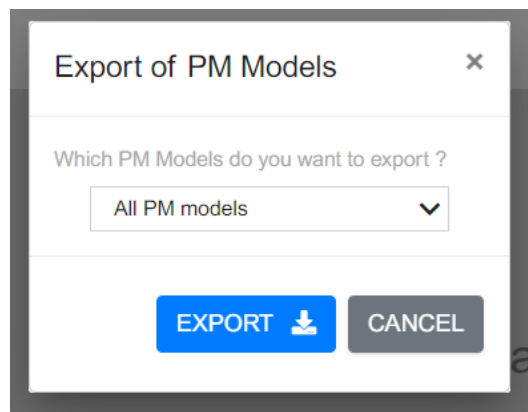 Export of PM Models ×
Which PM Models do you want to export ?
All PM models
EXPORT CANCEL